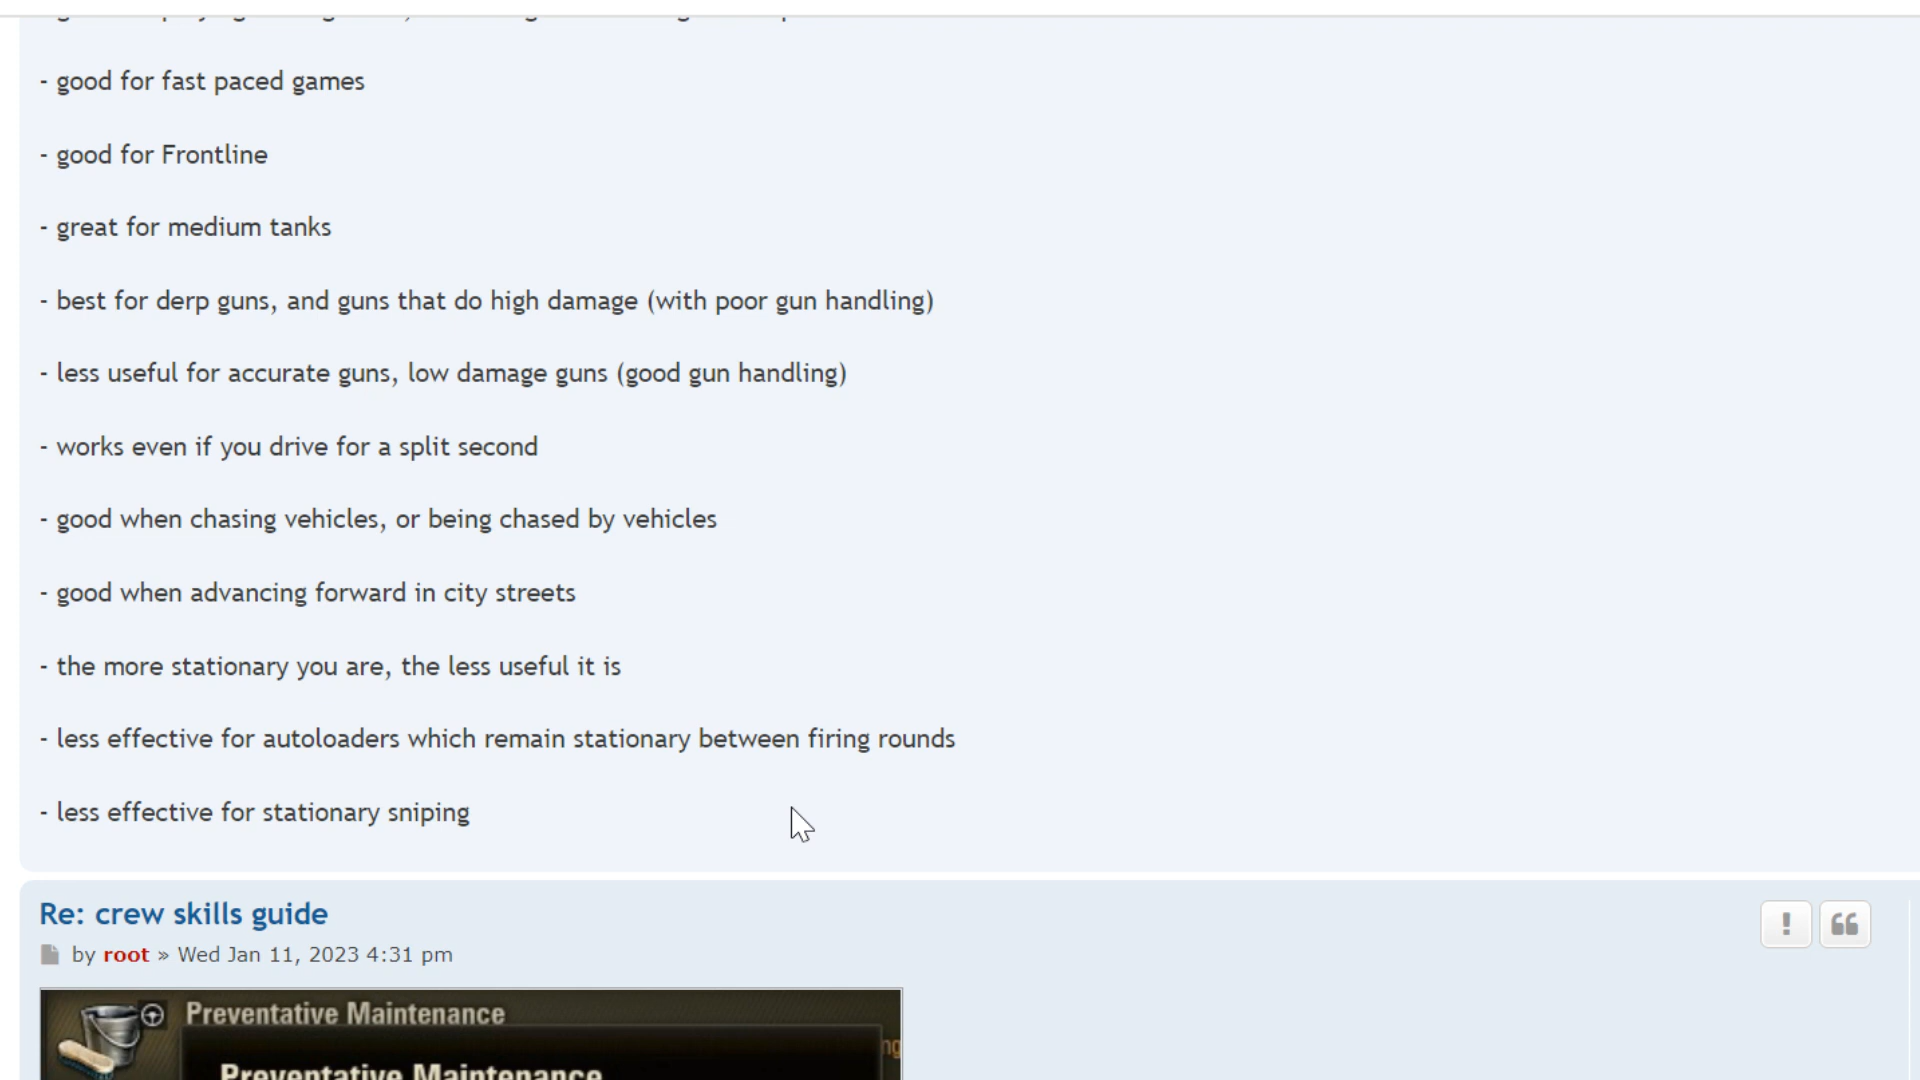 - good for fast paced games
- good for Frontline
- great for medium tanks
- best for derp guns, and guns that do high damage (with poor gun handling)
- less useful for accurate guns, low damage guns (good gun handling)
- works even if you drive for a split second
- good when chasing vehicles, or being chased by vehicles
- good when advancing forward in city streets
- the more stationary you are, the less useful it is
- less effective for autoloaders which remain stationary between firing rounds
- less effective for stationary sniping
Re: crew skills guide
by root » Wed Jan 11, 2023 4:31 pm
Preventative Maintenance
Preventative Maintenance